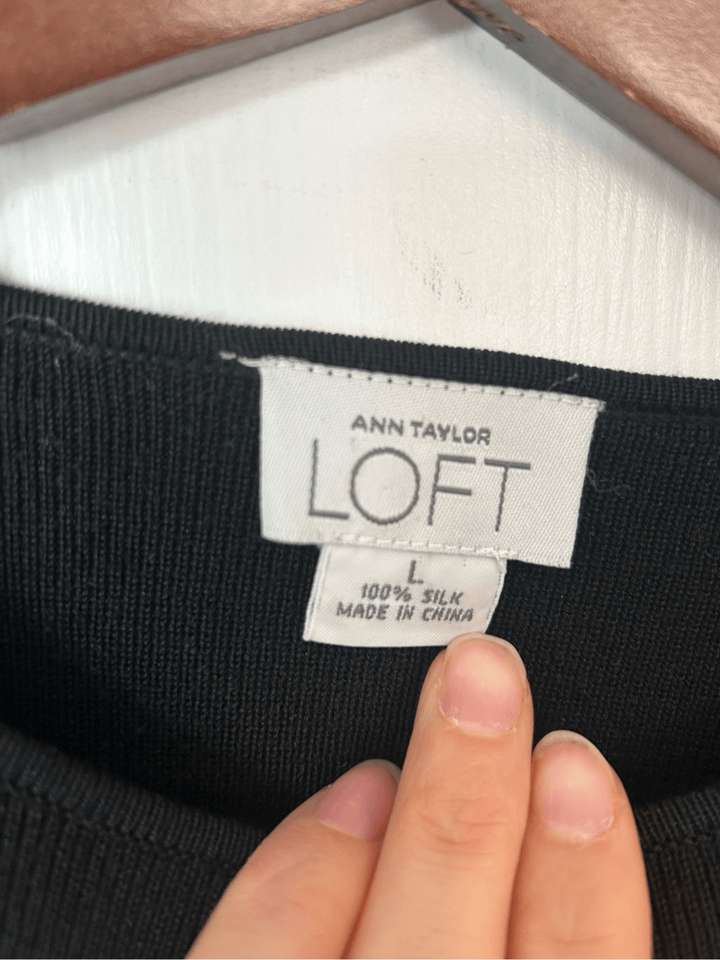 ANN TAYLOR
LOFT
L
100% SILK
MADE IN CHINA